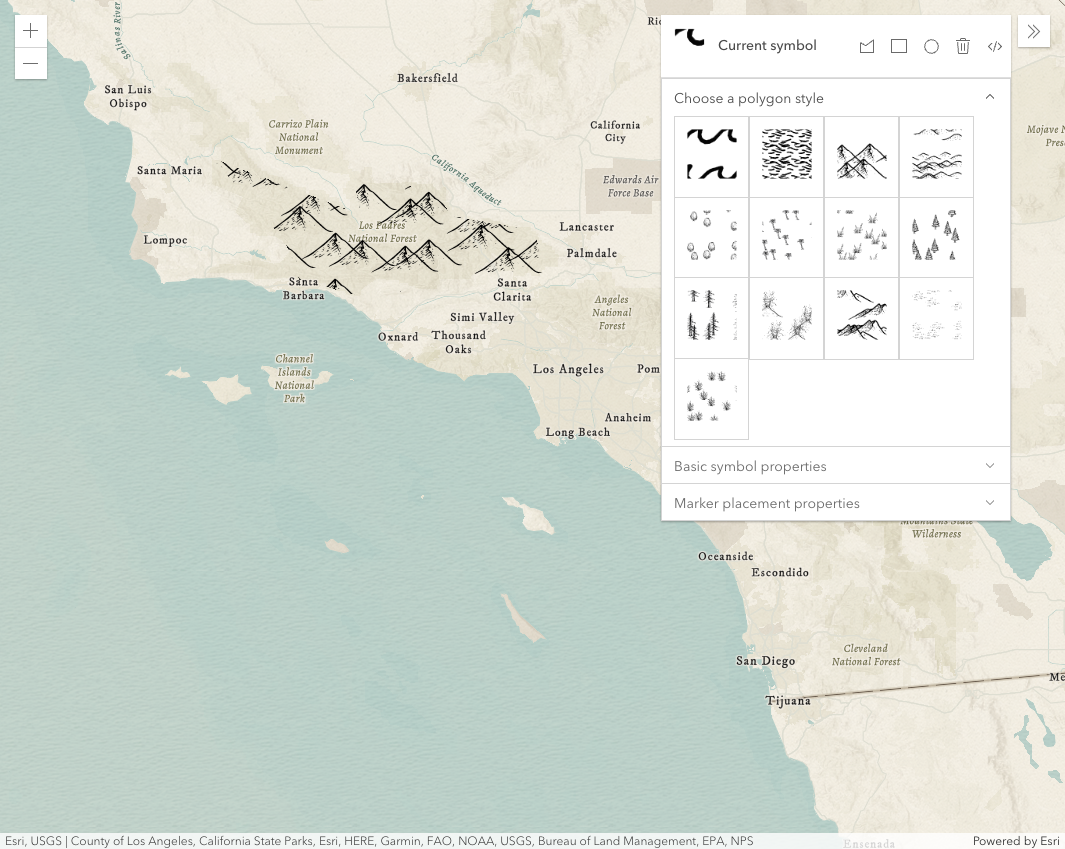 Salinas River
Bakersfield
San Luis
Obispo
Carrizo Plain
National
Monument
California
City
Santa Maria
California Aqueduct
Edwards Air
Force Base
Lompoc
Los Padres
National Forest
Lancaster
Palmdale
Santa
Barbara
Santa
Clarita
Angeles
National
Forest
Simi Valley
Oxnard
Thousand
Oaks
Channel
Islands
National
Park
Los Angeles
Pom
Anaheim
Long Beach
Current symbol
Choose a polygon style
Basic symbol properties
Marker placement properties
Mojave N
Pres
Mountains State
Wilderness
Oceanside
Escondido
San Diego
Cleveland
National Forest
Tijuana
Me
Ensenada
Esri, USGS | County of Los Angeles, California State Parks, Esri, HERE, Garmin, FAO, NOAA, USGS, Bureau of Land Management, EPA, NPS
Powered by Esri